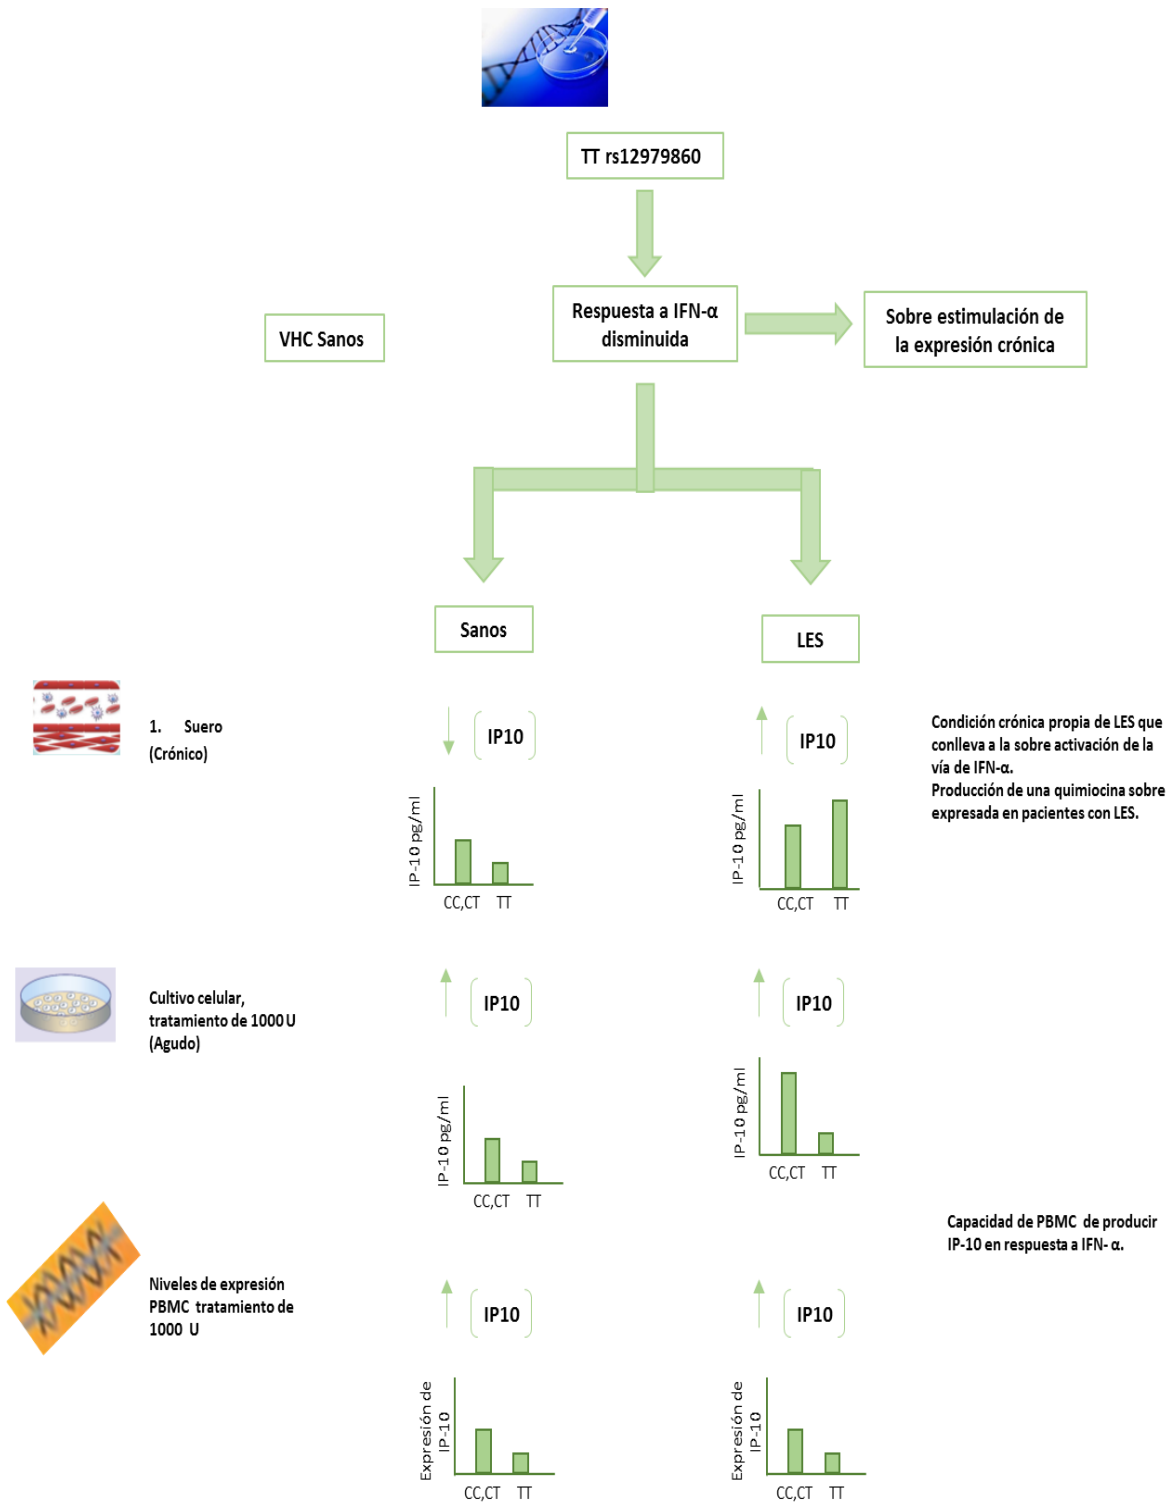 TT rs12979860
VHC Sanos
Respuesta a IFN-α
disminuida
Sobre estimulación de
la expresión crónica
Sanos
LES
1. Suero
(Crónico)
IP10
IP10
Condición crónica propia de LES que
conlleva a la sobre activación de la
vía de IFN-α.
Producción de una quimiocina sobre
expresada en pacientes con LES.
IP-10 pg/ml
CC,CT TT
IP-10 pg/ml
CC,CT TT
Cultivo celular,
tratamiento de 1000 U
(Agudo)
IP10
IP10
IP-10 pg/ml
CC,CT TT
IP-10 pg/ml
CC,CT TT
Capacidad de PBMC de producir
IP-10 en respuesta a IFN- α.
Niveles de expresión
PBMC tratamiento de
1000 U
IP10
IP10
Expresión de
IP-10
CC,CT TT
Expresión de
IP-10
CC,CT TT